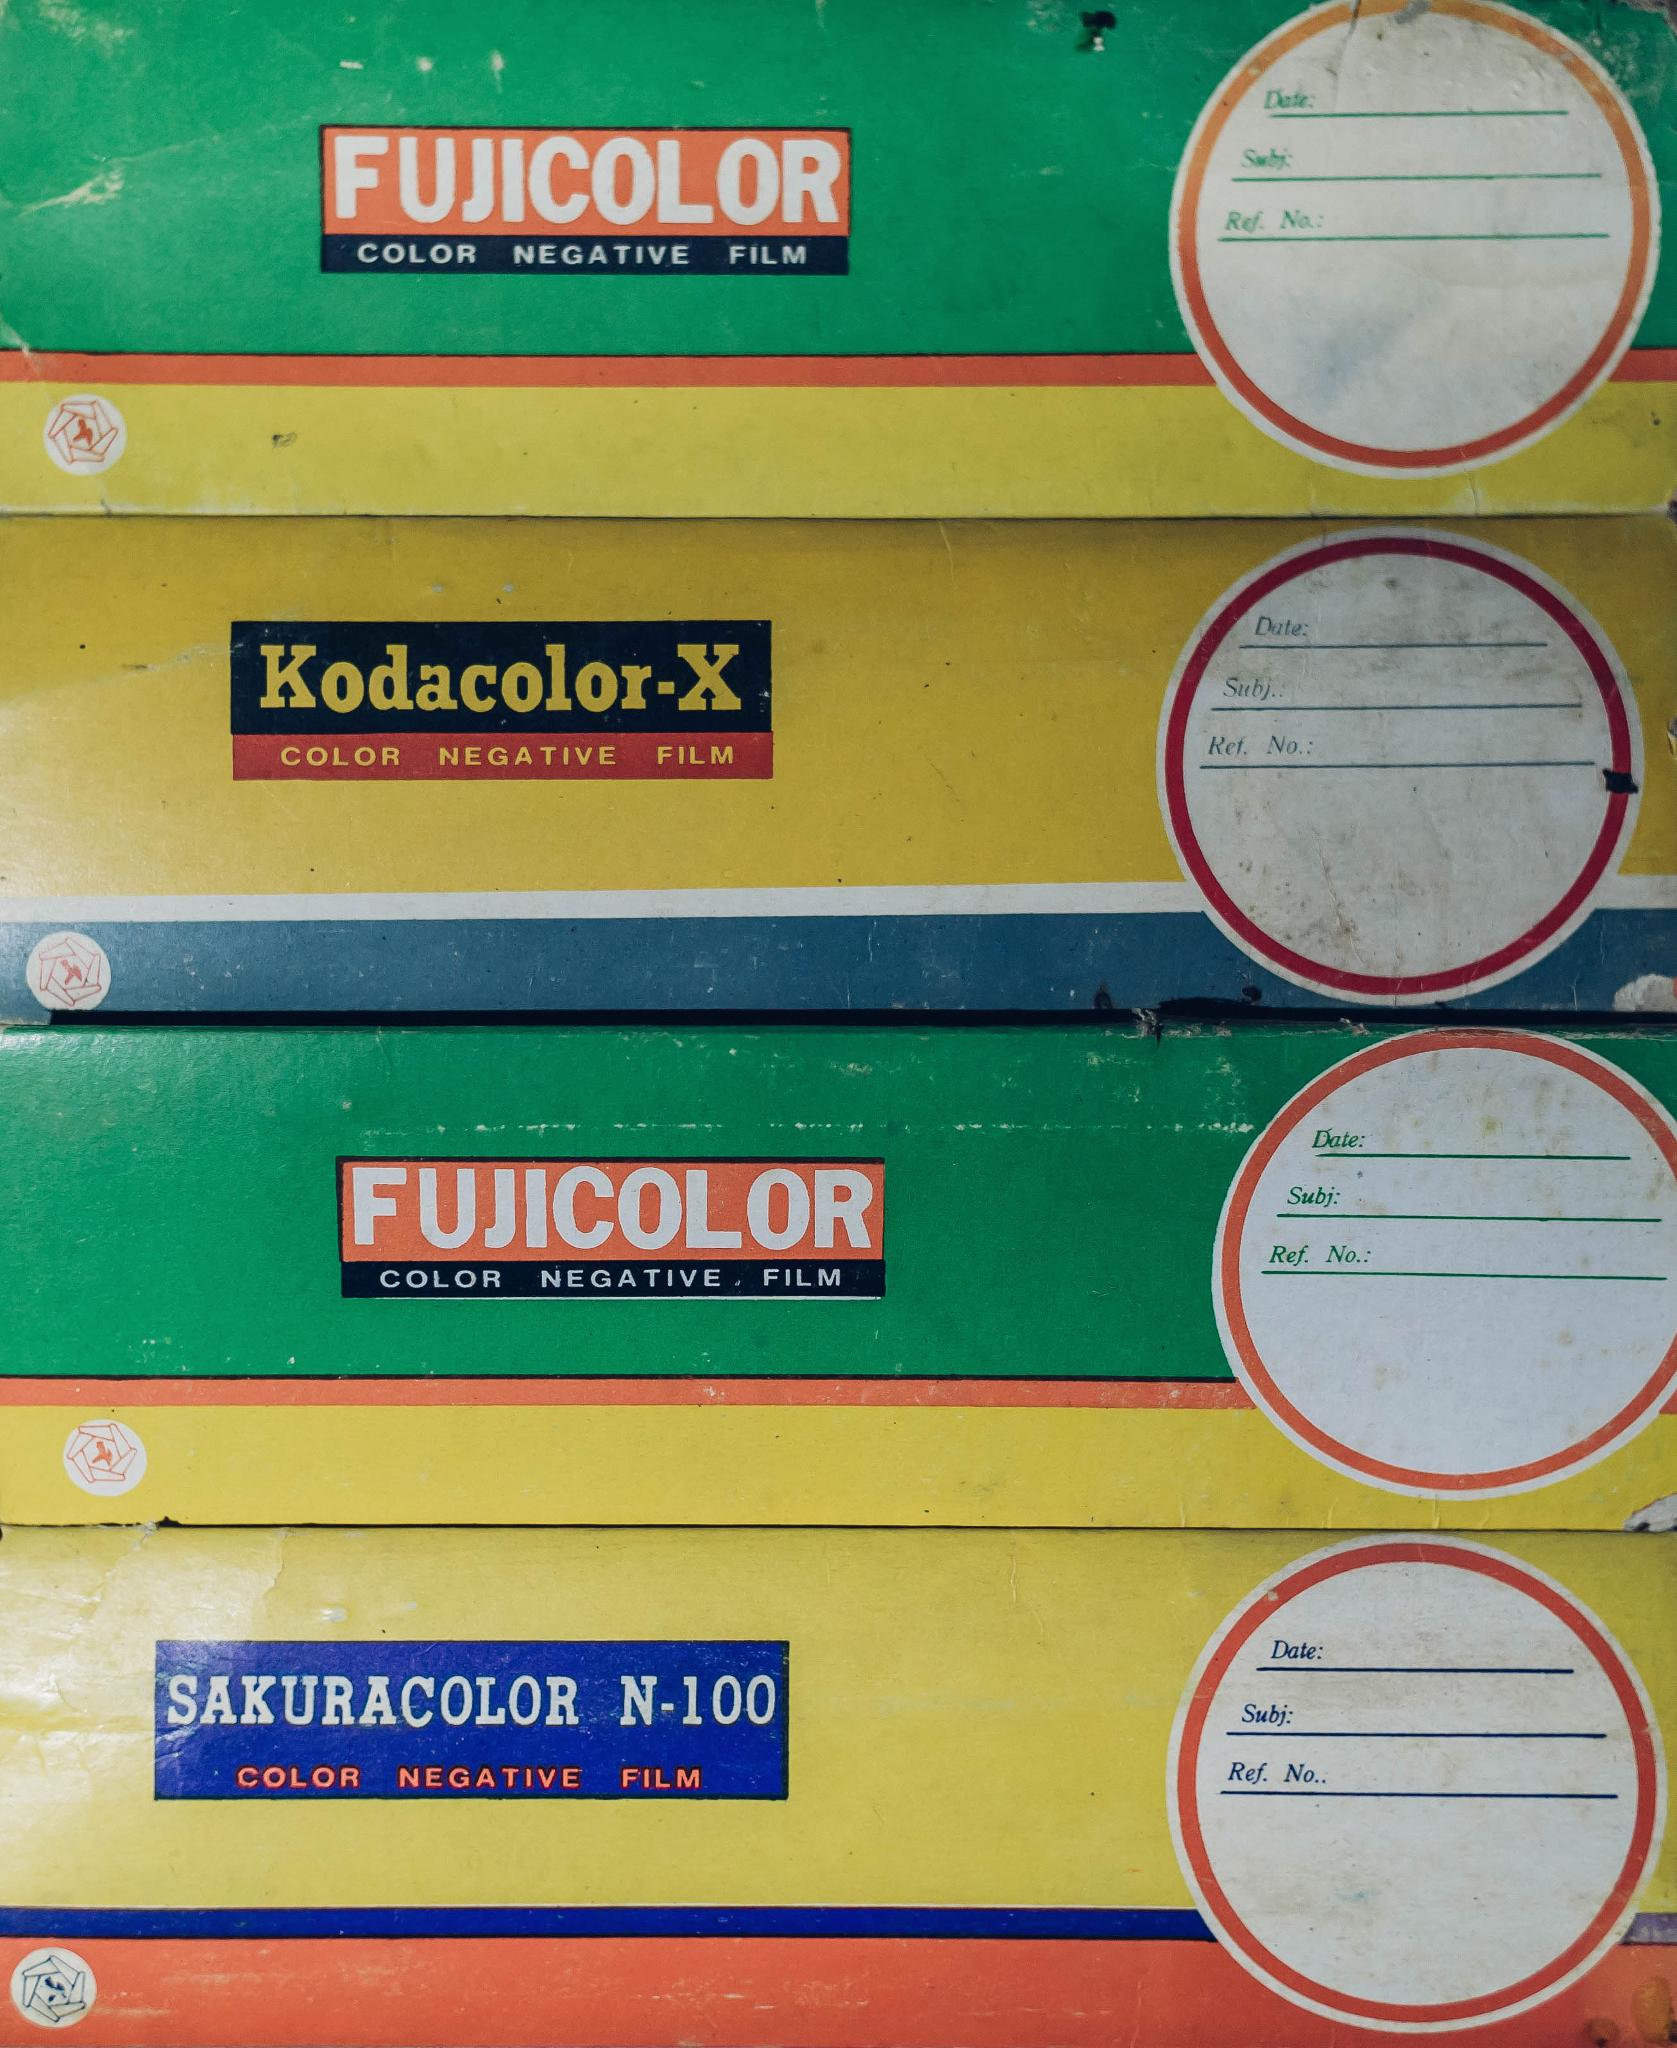 FUJICOLOR
COLOR NEGATIVE FILM
Date:
Subj:
Ref. No.:
Kodacolor-X
COLOR NEGATIVE FILM
Date:
Subj.:
Ref. No.:
FUJICOLOR
COLOR NEGATIVE FILM
Date:
Subj:
Ref. No.:
SAKURACOLOR N-100
COLOR NEGATIVE FILM
Date:
Subj:
Ref. No..